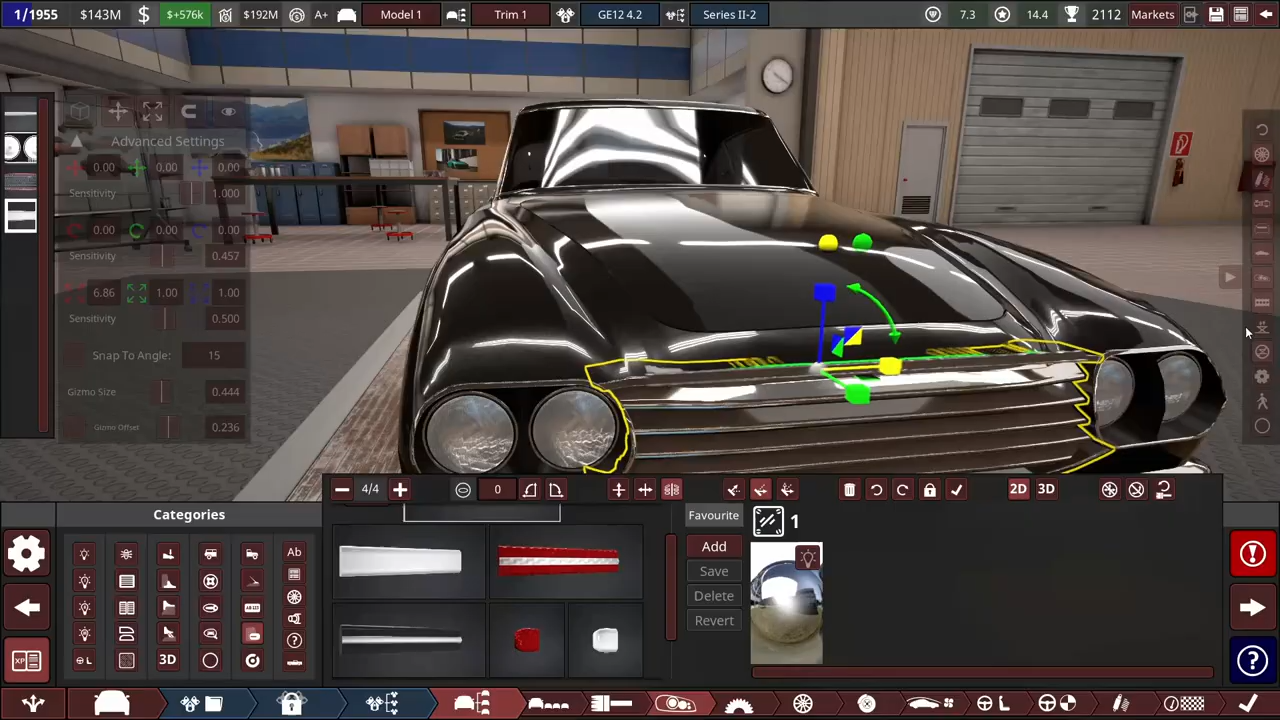 1/1955 $ $+576k $192M A+ Model 1 Trim 1 GE12 4.2 Series II-2 7.3 14.4 2112 Markets
$143M
Advanced Settings
0.00 0.00 0.00
Sensitivity 1.000
0.00 0.00 0.00
Sensitivity 0.457
6.86 1.00 1.00
Sensitivity 0.500
Snap To Angle: 15
Gizmo Size 0.444
Gizmo Offset 0.236
4/4 0 2D 3D
Categories
Favourite 1
Add
Save
Delete
Revert
Ab
L 3D
XP
L